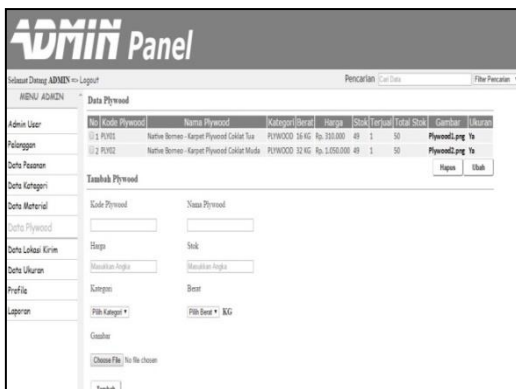 ADMIN Panel
Selamat Datang ADMIN => Logout
Pencarian Cari Data Filter Pencarian
MENU ADMIN
Admin User
Pelanggan
Data Pesanan
Data Kategori
Data Material
Data Plywood
Data Lokasi Kirim
Data Ukuran
Profile
Laporan
Data Plywood
No Kode Plywood Nama Plywood Kategori Berat Harga Stok Terjual Total Stok Gambar Ukuran
1 PLY01 Native Borneo - Karpet Plywood Coklat Tua PLYWOOD 16 KG Rp. 310.000 49 1 50 Plywood1.png Ya
2 PLY02 Native Borneo - Karpet Plywood Coklat Muda PLYWOOD 32 KG Rp. 1.050.000 49 1 50 Plywood2.png Ya
Hapus Ubah
Tambah Plywood
Kode Plywood Nama Plywood
Harga Stok
Masukkan Angka Masukkan Angka
Kategori Berat
Pilih Kategori Pilih Berat KG
Gambar
Choose File No file chosen
Tambah